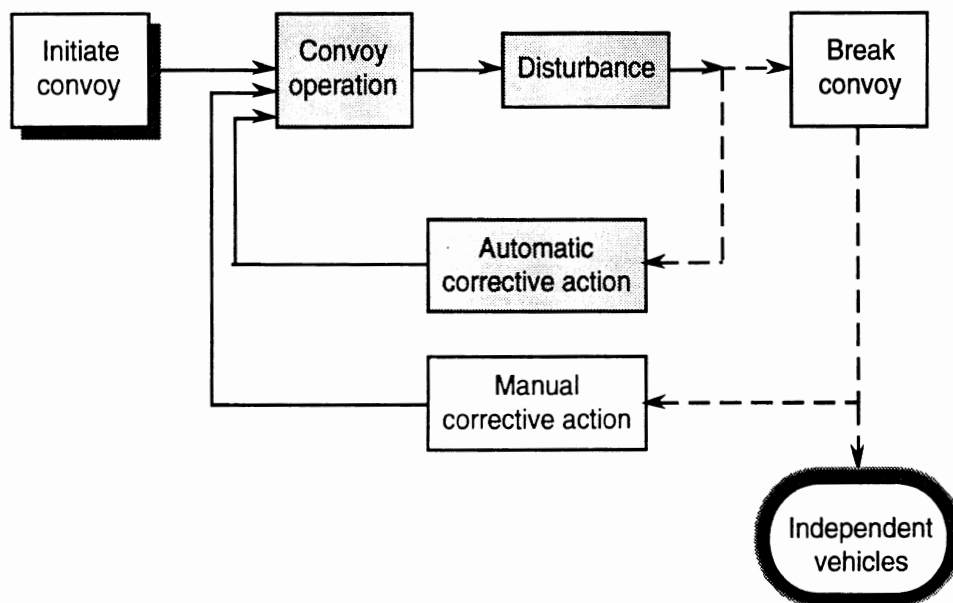 Initiate
convoy
Convoy
operation
Disturbance
Break
convoy
Automatic
corrective action
Manual
corrective action
Independent
vehicles